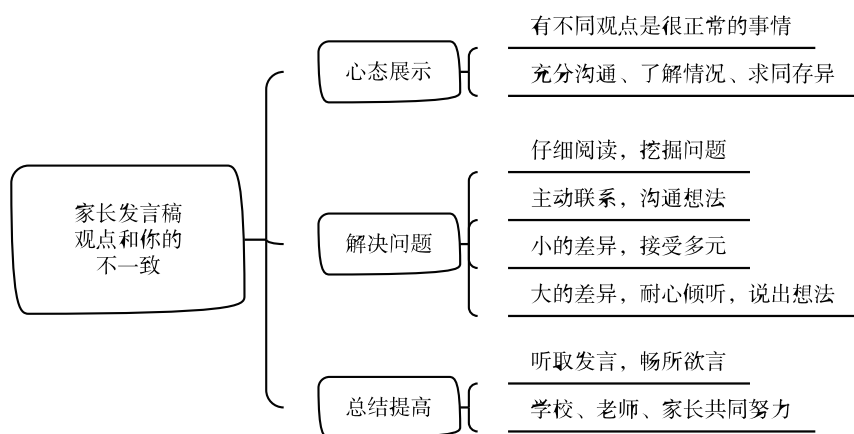 家长发言稿
观点和你的
不一致
心态展示
有不同观点是很正常的事情
充分沟通、了解情况、求同存异
解决问题
仔细阅读，挖掘问题
主动联系，沟通想法
小的差异，接受多元
大的差异，耐心倾听，说出想法
总结提高
听取发言，畅所欲言
学校、老师、家长共同努力